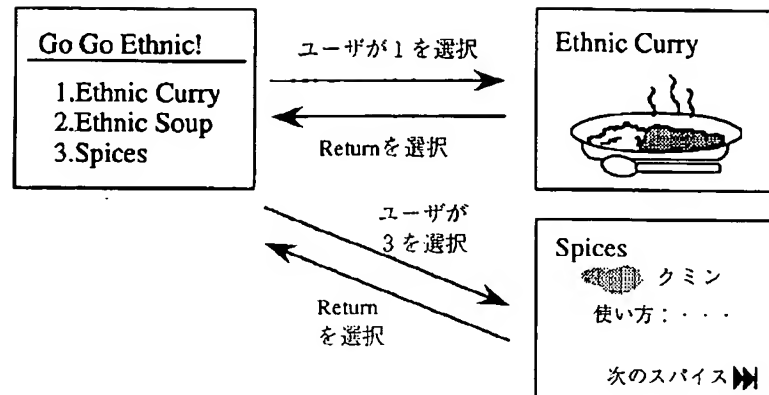 Go Go Ethnic!
1.Ethnic Curry
2.Ethnic Soup
3.Spices
ユーザが1を選択
Returnを選択
Ethnic Curry
ユーザが
3を選択
Return
を選択
Spices
クミン
使い方:・・・
次のスパイス